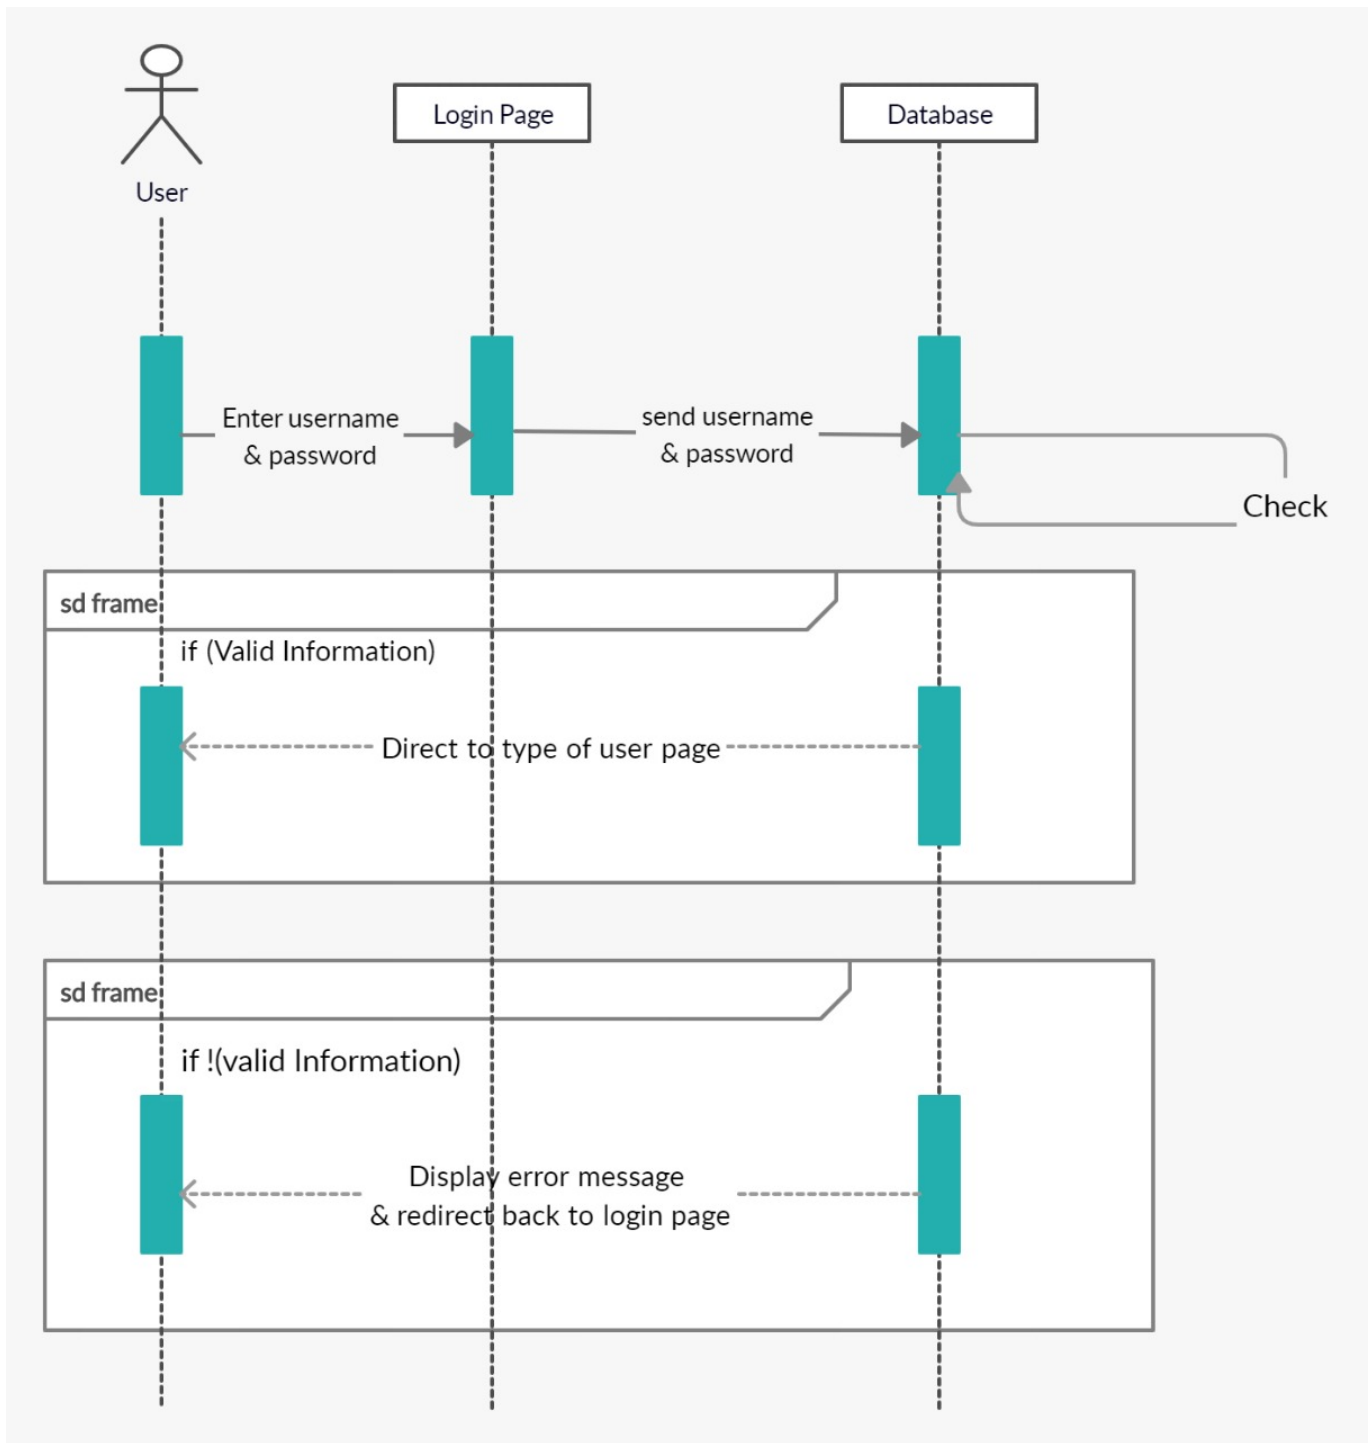 User
Login Page
Database
Enter username
& password
send username
& password
Check
sd frame
if (Valid Information)
Direct to type of user page
sd frame
if !(valid Information)
Display error message
& redirect back to login page